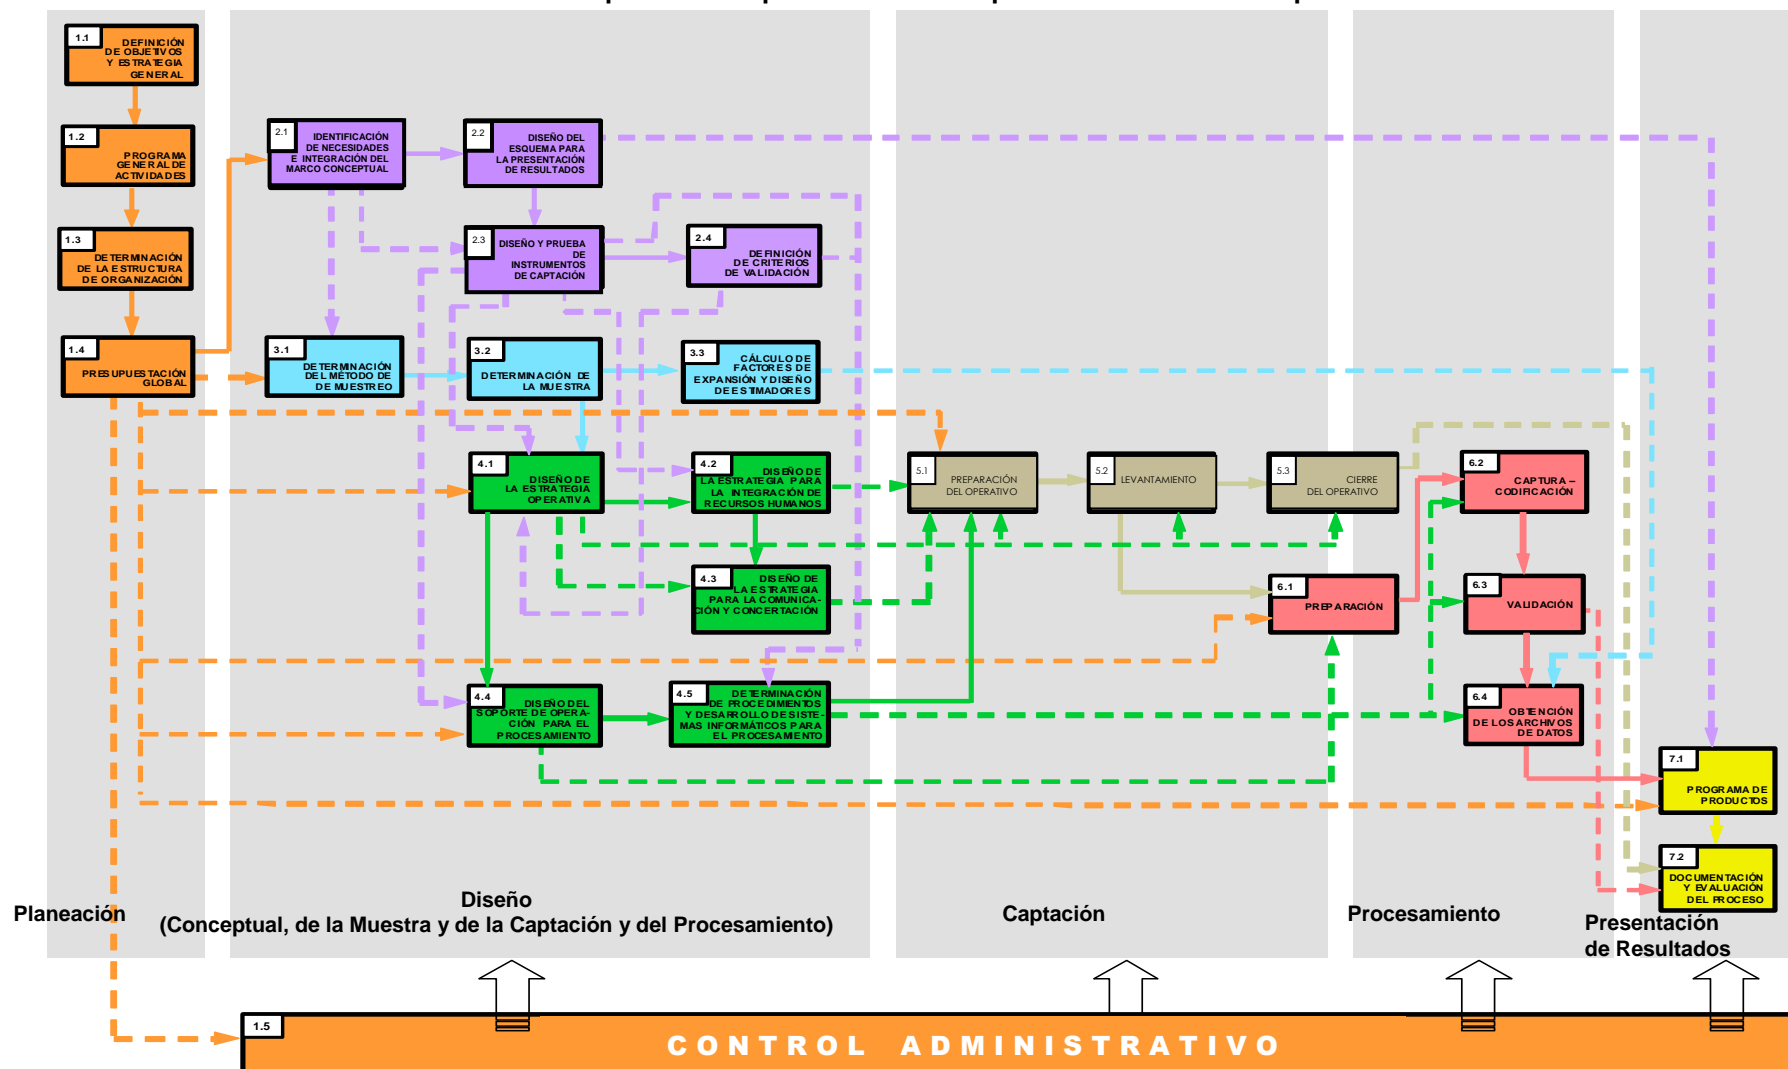 1.1
DEFINICIÓN
DE OBJETIVOS
Y ESTRATEGIA
GENERAL
1.2
PROGRAMA
GENERAL DE
ACTIVIDADES
1.3
DETERMINACIÓN
DE LA ESTRUCTURA
DE ORGANIZACIÓN
1.4
PRESUPUESTACIÓN
GLOBAL
2.1
IDENTIFICACIÓN
DE NECESIDADES
E INTEGRACIÓN DEL
MARCO CONCEPTUAL
2.2
DISEÑO DEL
ESQUEMA PARA
LA PRESENTACIÓN
DE RESULTADOS
2.3
DISEÑO Y PRUEBA
DE
INSTRUMENTOS
DE CAPTACIÓN
2.4
DEFINICIÓN
DE CRITERIOS
DE VALIDACIÓN
3.1
DETERMINACIÓN
DEL MÉTODO DE
DE MUESTREO
3.2
DETERMINACIÓN DE
LA MUESTRA
3.3
CÁLCULO DE
FACTORES DE
EXPANSIÓN Y DISEÑO
DE ESTIMADORES
4.1
DISEÑO DE
LA ESTRATEGIA
OPERATIVA
4.2
DISEÑO DE
LA ESTRATEGIA PARA
LA INTEGRACIÓN DE
RECURSOS HUMANOS
4.3
DISEÑO DE
LA ESTRATEGIA
PARA LA COMUNICA-
CIÓN Y CONCERTACIÓN
4.4
DISEÑO DEL
SOPORTE DE OPERA-
CIÓN PARA EL
PROCESAMIENTO
4.5
DETERMINACIÓN
DE PROCEDIMIENTOS
Y DESARROLLO DE SISTE-
MAS INFORMÁTICOS PARA
EL PROCESAMIENTO
5.1
PREPARACIÓN
DEL OPERATIVO
5.2
LEVANTAMIENTO
5.3
CIERRE
DEL OPERATIVO
6.1
PREPARACIÓN
6.2
CAPTURA –
CODIFICACIÓN
6.3
VALIDACIÓN
6.4
OBTENCIÓN
DE LOS ARCHIVOS
DE DATOS
7.1
PROGRAMA DE
PRODUCTOS
7.2
DOCUMENTACIÓN
Y EVALUACIÓN
DEL PROCESO
Planeación
Diseño
(Conceptual, de la Muestra y de la Captación y del Procesamiento)
Captación
Procesamiento
Presentación
de Resultados
1.5
CONTROL ADMINISTRATIVO